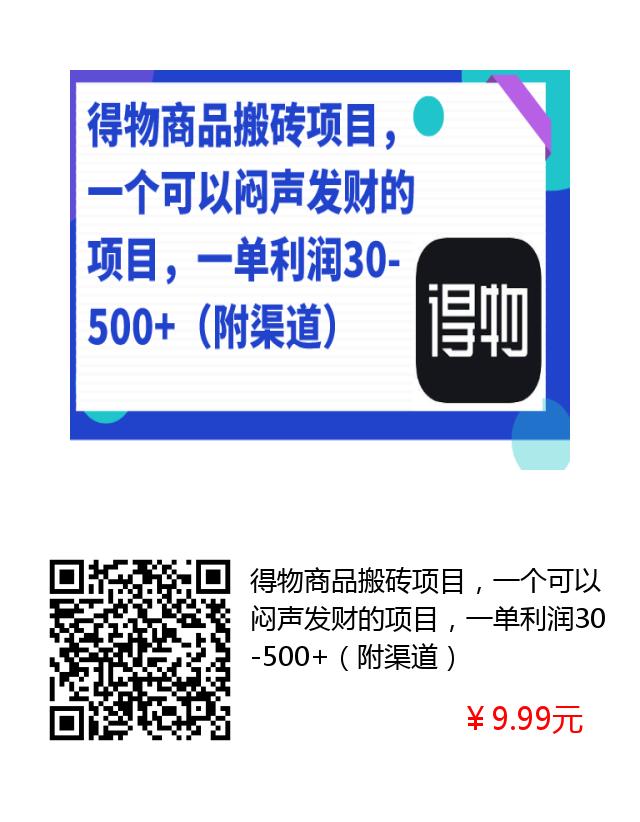 得物商品搬砖项目，
一个可以闷声发财的
项目，一单利润30-
500+（附渠道）
得物
得物商品搬砖项目，一个可以
闷声发财的项目，一单利润30
-500+（附渠道）
￥9.99元